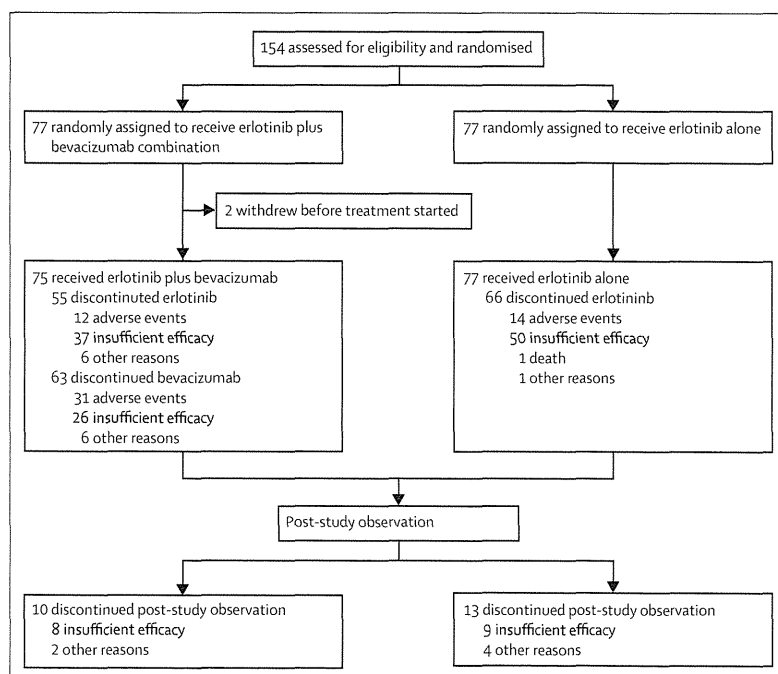 154 assessed for eligibility and randomised
77 randomly assigned to receive erlotinib plus
bevacizumab combination
77 randomly assigned to receive erlotinib alone
2 withdrew before treatment started
75 received erlotinib plus bevacizumab
55 discontinuted erlotinib
12 adverse events
37 insufficient efficacy
6 other reasons
63 discontinued bevacizumab
31 adverse events
26 insufficient efficacy
6 other reasons
77 received erlotinib alone
66 discontinued erlotininb
14 adverse events
50 insufficient efficacy
1 death
1 other reasons
Post-study observation
10 discontinued post-study observation
8 insufficient efficacy
2 other reasons
13 discontinued post-study observation
9 insufficient efficacy
4 other reasons